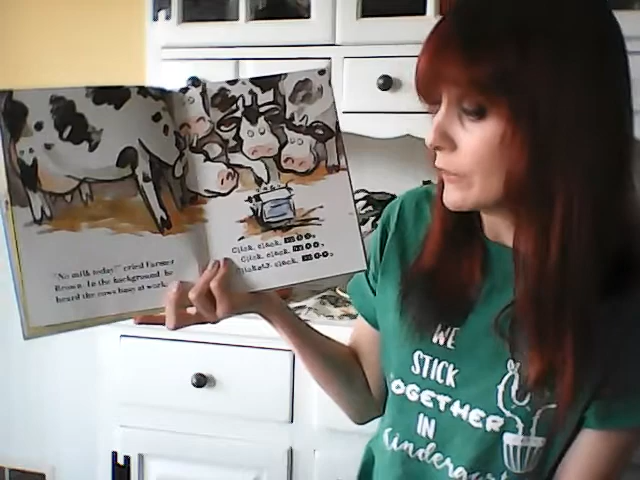 "No milk today!" cried Farmer
Brown. In the background he
heard the cows busy at work:
Click, clack, MOO.
Click, clack, MOO.
Clickety, clack, MOO.
WE
STICK
TOGETHER
IN